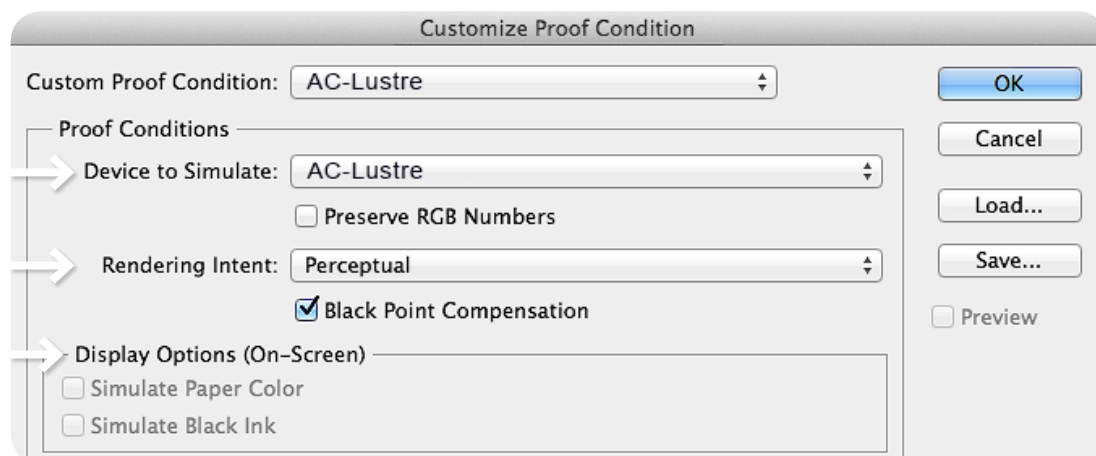 Customize Proof Condition
Custom Proof Condition: AC-Lustre
OK
Proof Conditions
Cancel
Device to Simulate: AC-Lustre
Preserve RGB Numbers
Load...
Rendering Intent: Perceptual
Save...
Black Point Compensation
Preview
Display Options (On-Screen)
Simulate Paper Color
Simulate Black Ink